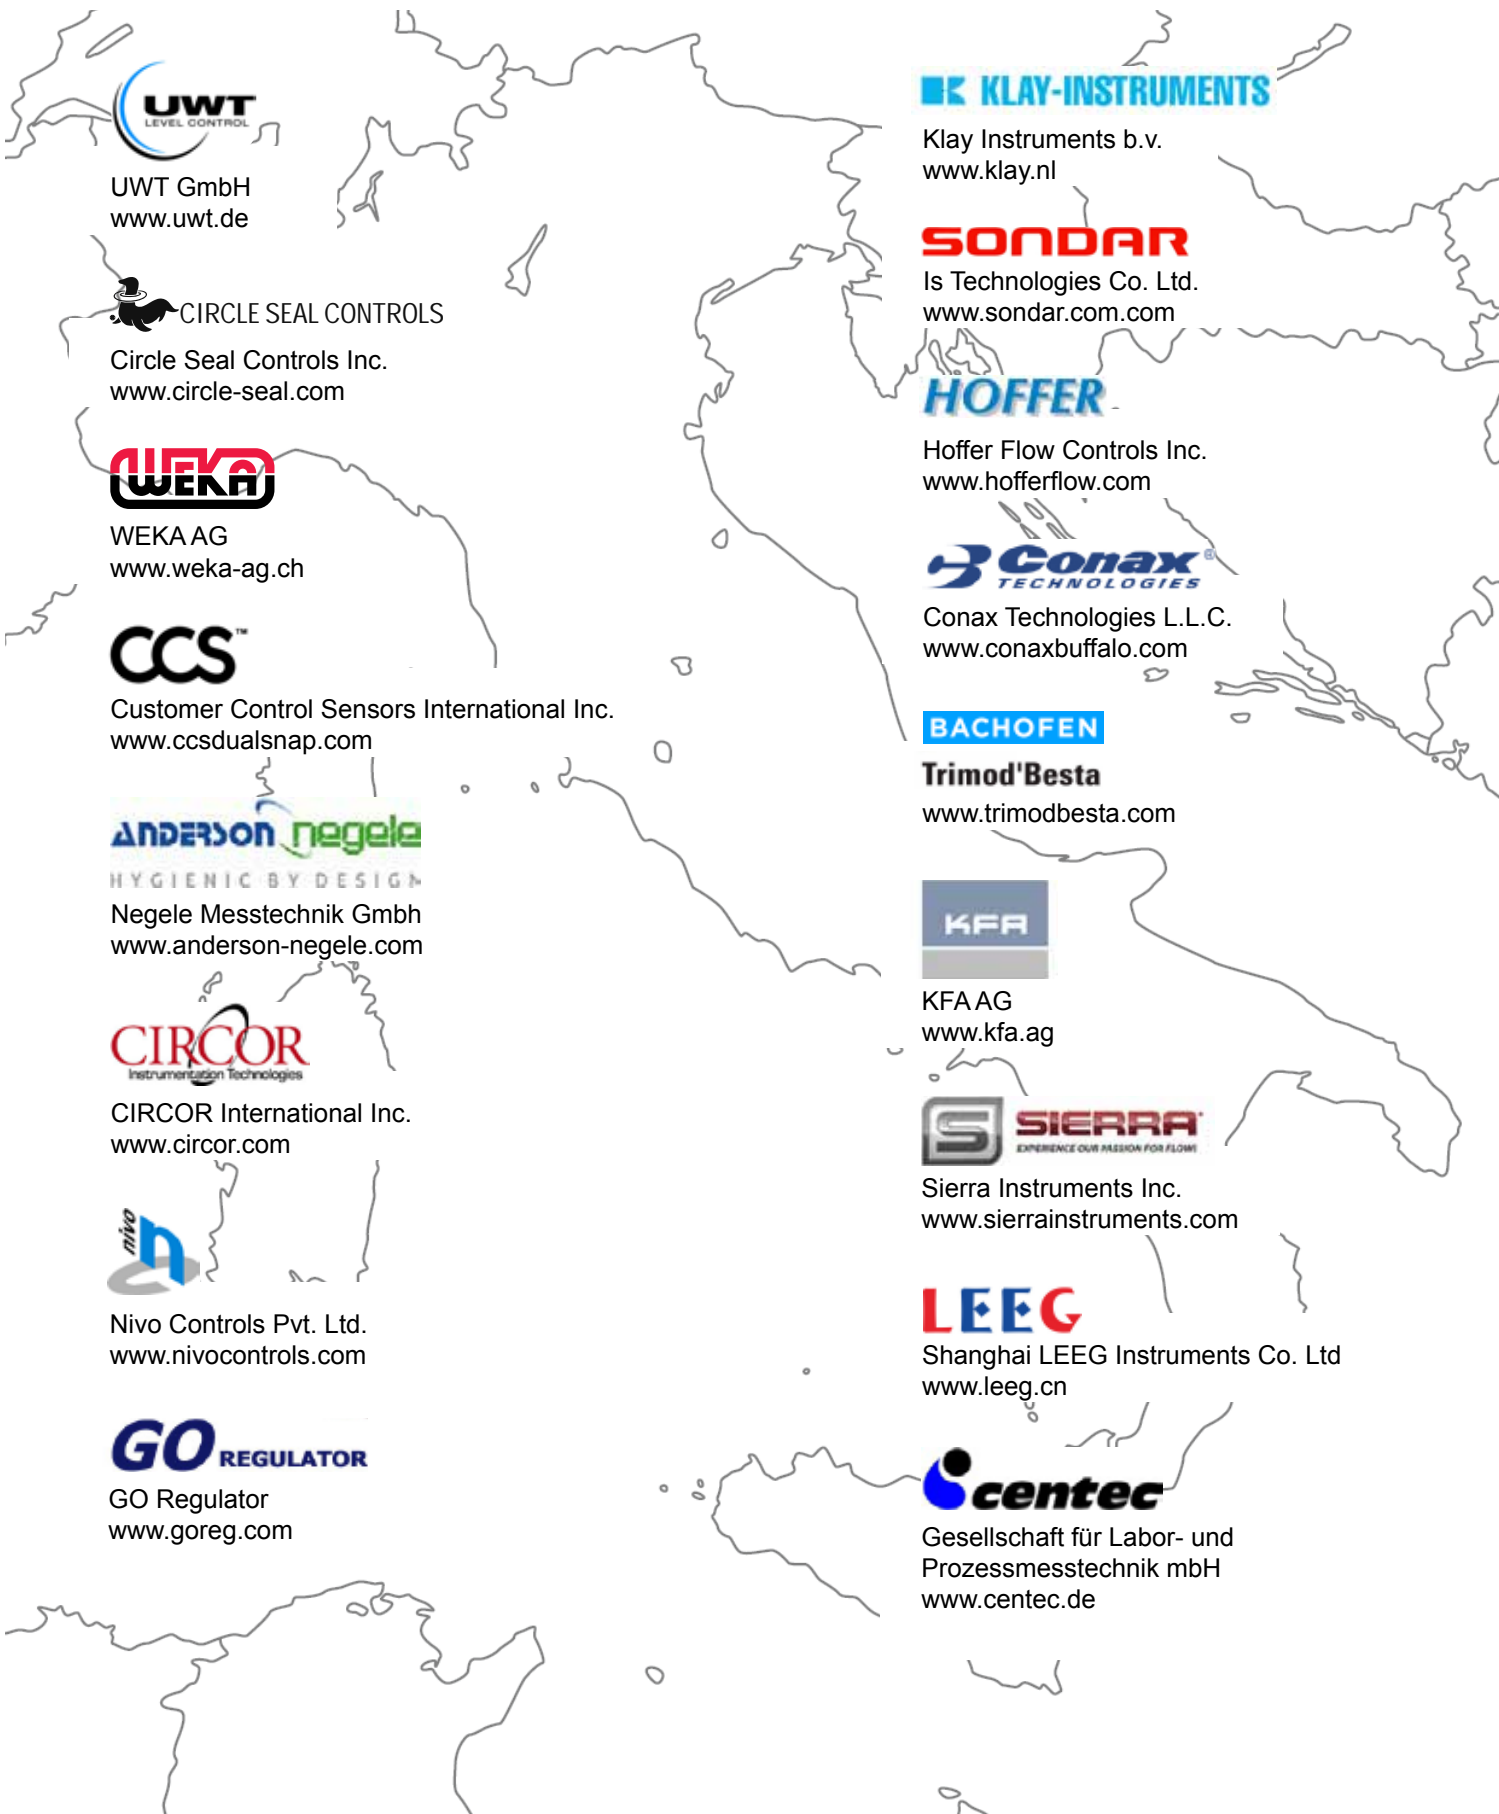 UWT
LEVEL CONTROL
UWT GmbH
www.uwt.de
CIRCLE SEAL CONTROLS
Circle Seal Controls Inc.
www.circle-seal.com
WEKA
WEKA AG
www.weka-ag.ch
CCS™
Customer Control Sensors International Inc.
www.ccsdualsnap.com
ANDERSON negele
HYGIENIC BY DESIGN
Negele Messtechnik Gmbh
www.anderson-negele.com
CIRCOR
Instrumentation Technologies
CIRCOR International Inc.
www.circor.com
nivo
Nivo Controls Pvt. Ltd.
www.nivocontrols.com
GO REGULATOR
GO Regulator
www.goreg.com
KLAY-INSTRUMENTS
Klay Instruments b.v.
www.klay.nl
SONDAR
Is Technologies Co. Ltd.
www.sondar.com.com
HOFFER
Hoffer Flow Controls Inc.
www.hofferflow.com
Conax®
TECHNOLOGIES
Conax Technologies L.L.C.
www.conaxbuffalo.com
BACHOFEN
Trimod'Besta
www.trimodbesta.com
KFA
KFA AG
www.kfa.ag
SIERRA
EXPERIENCE OUR PASSION FOR FLOW!
Sierra Instruments Inc.
www.sierrainstruments.com
LEEG
Shanghai LEEG Instruments Co. Ltd
www.leeg.cn
centec
Gesellschaft für Labor- und
Prozessmesstechnik mbH
www.centec.de